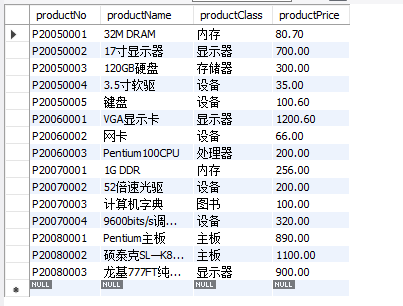 productNo productName productClass productPrice
P20050001 32M DRAM 内存 80.70
P20050002 17寸显示器 显示器 700.00
P20050003 120GB硬盘 存储器 300.00
P20050004 3.5寸软驱 设备 35.00
P20050005 键盘 设备 100.60
P20060001 VGA显示卡 显示器 1200.60
P20060002 网卡 设备 66.00
P20060003 Pentium100CPU 处理器 200.00
P20070001 1G DDR 内存 256.00
P20070002 52倍速光驱 设备 200.00
P20070003 计算机字典 图书 100.00
P20070004 9600bits/s调... 设备 320.00
P20080001 Pentium主板 主板 890.00
P20080002 硕泰克SL—K8... 主板 1100.00
P20080003 龙基777FT纯... 显示器 900.00
NULL NULL NULL NULL